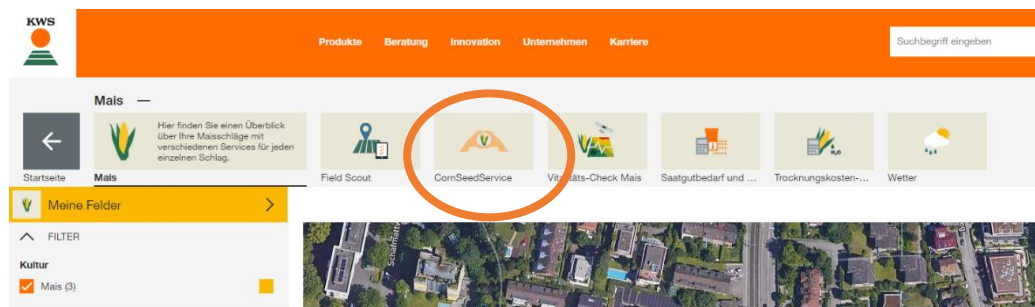 KWS
Produkte Beratung Innovation Unternehmen Karriere
Suchbegriff eingeben
Mais —
Hier finden Sie einen Überblick
über Ihre Maisschläge mit
verschiedenen Services für jeden
einzelnen Schlag.
Startseite Mais Field Scout CornSeedService Vitalitäts-Check Mais Saatgutbedarf und ... Trocknungskosten-... Wetter
Meine Felder
FILTER
Kultur
Mais (3)